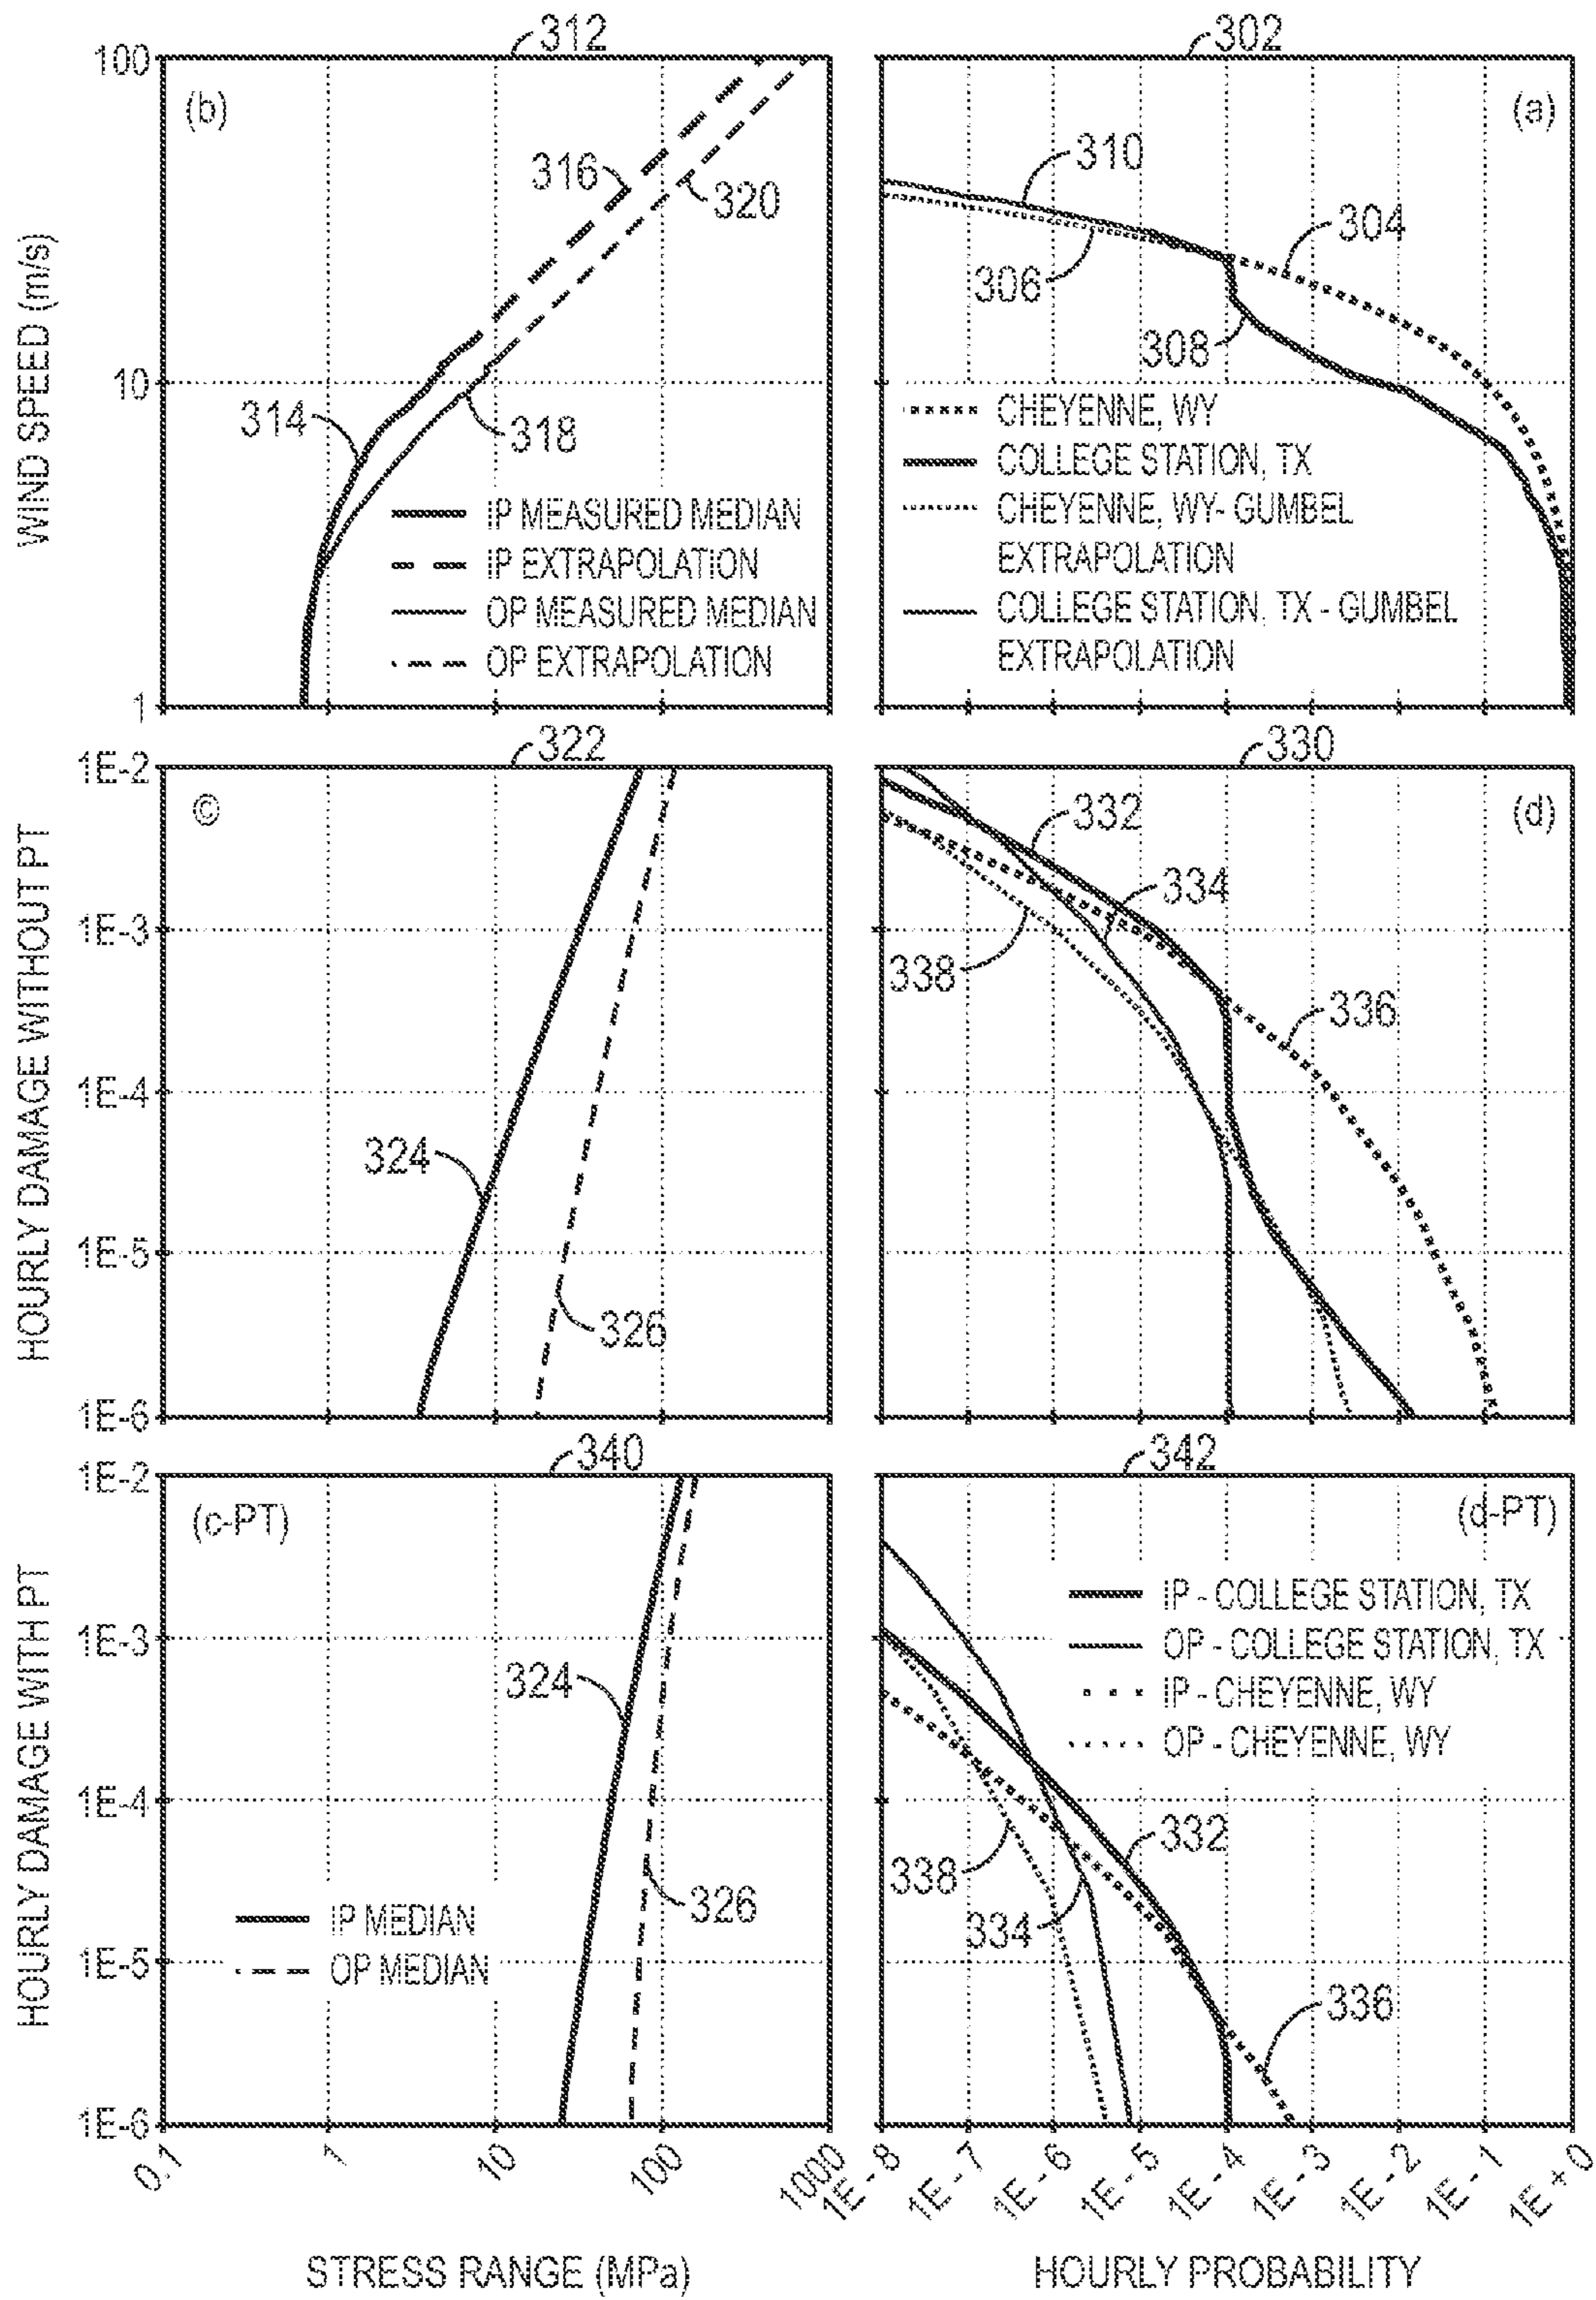 312
302
100
(b)
(a)
316
320
310
304
306
308
WIND SPEED (m/s)
10
314
318
IP MEASURED MEDIAN
IP EXTRAPOLATION
OP MEASURED MEDIAN
OP EXTRAPOLATION
CHEYENNE, WY
COLLEGE STATION, TX
CHEYENNE, WY- GUMBEL
EXTRAPOLATION
COLLEGE STATION, TX - GUMBEL
EXTRAPOLATION
1
322
330
1E-2
©
(d)
332
334
1E-3
338
336
HOURLY DAMAGE WITHOUT PT
1E-4
324
1E-5
326
1E-6
340
342
1E-2
(c-PT)
(d-PT)
IP - COLLEGE STATION, TX
OP - COLLEGE STATION, TX
IP - CHEYENNE, WY
OP - CHEYENNE, WY
1E-3
324
HOURLY DAMAGE WITH PT
1E-4
332
338
326
334
IP MEDIAN
OP MEDIAN
1E-5
336
1E-6
0.1
1
10
100
1000
1E - 8
1E - 7
1E - 6
1E - 5
1E - 4
1E - 3
1E - 2
1E - 1
1E + 0
STRESS RANGE (MPa)
HOURLY PROBABILITY